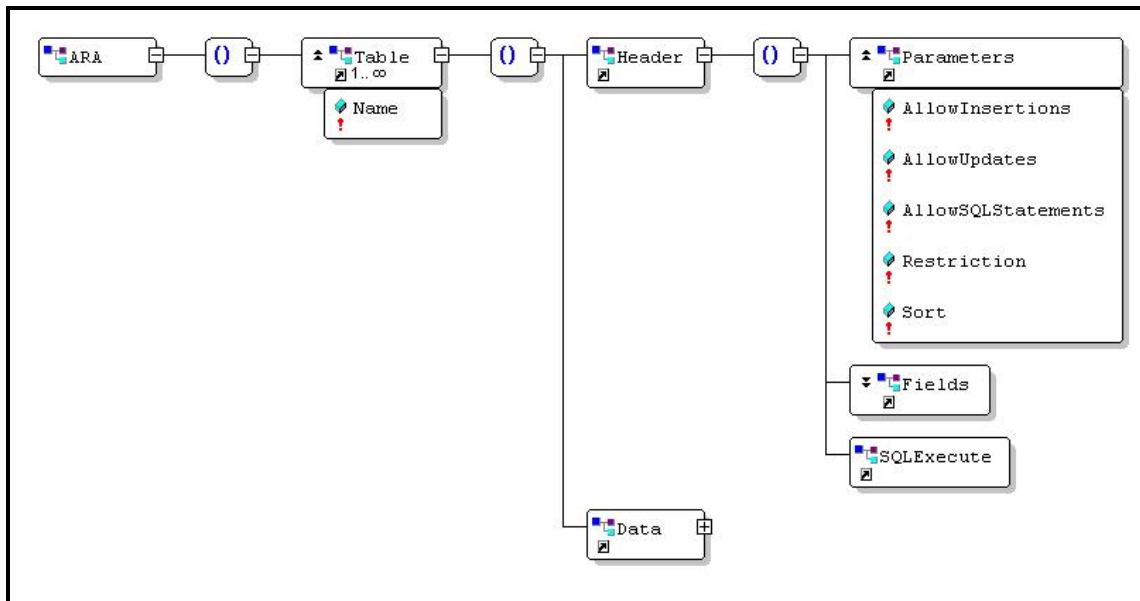 ARA
()
Table
1..∞
Name
()
Header
()
Parameters
AllowInsertions
AllowUpdates
AllowSQLStatements
Restriction
Sort
Fields
SQLExecute
Data